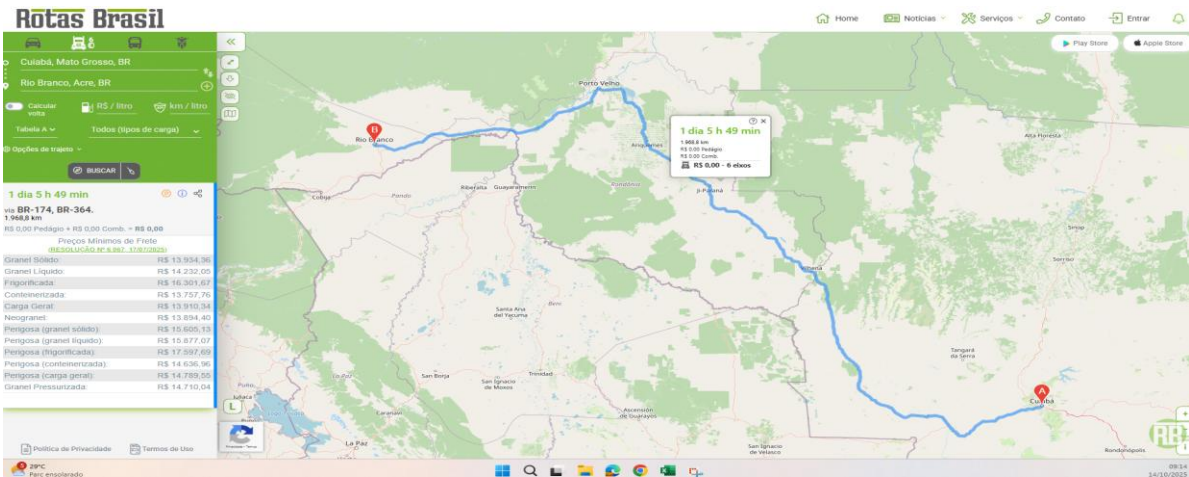 Rotas Brasil
Home Notícias Serviços Contato Entrar
Play Store Apple Store
Cuiabá, Mato Grosso, BR
Rio Branco, Acre, BR
Calcular volta R$ / litro km / litro
Tabela A Todos (tipos de carga)
Opções de trajeto
BUSCAR
1 dia 5 h 49 min
via BR-174, BR-364.
1.968,8 km
R$ 0,00 Pedágio + R$ 0,00 Comb. = R$ 0,00
Preços Mínimos de Frete
(RESOLUÇÃO Nº 6.067, 17/07/2025)
Granel Sólido: R$ 13.934,36
Granel Líquido: R$ 14.232,05
Frigorificada: R$ 16.301,67
Conteinerizada: R$ 13.757,76
Carga Geral: R$ 13.910,34
Neogranel: R$ 13.894,40
Perigosa (granel sólido): R$ 15.605,13
Perigosa (granel líquido): R$ 15.877,07
Perigosa (frigorificada): R$ 17.597,69
Perigosa (conteinerizada): R$ 14.636,96
Perigosa (carga geral): R$ 14.789,55
Granel Pressurizada: R$ 14.710,04
Política de Privacidade Termos de Uso
Porto Velho
B
Rio Branco
1 dia 5 h 49 min
1.968,8 km
R$ 0,00 Pedágio
R$ 0,00 Comb.
R$ 0,00 - 6 eixos
Alta Floresta
Ariquemes
Ji-Paraná
Rondônia
Riberalta
Guayaramerín
Cobija
Pando
Sinop
Sorriso
Santa Ana del Yacuma
Beni
Tangará da Serra
San Borja
Trinidad
San Ignacio de Moxos
La Paz
Puno
Juliaca
Caranavi
Ascensión de Guarayos
A
Cuiabá
La Paz
San Ignacio de Velasco
Rondonópolis
L
RB
29°C
Parc ensolarado
09:14
14/10/2025